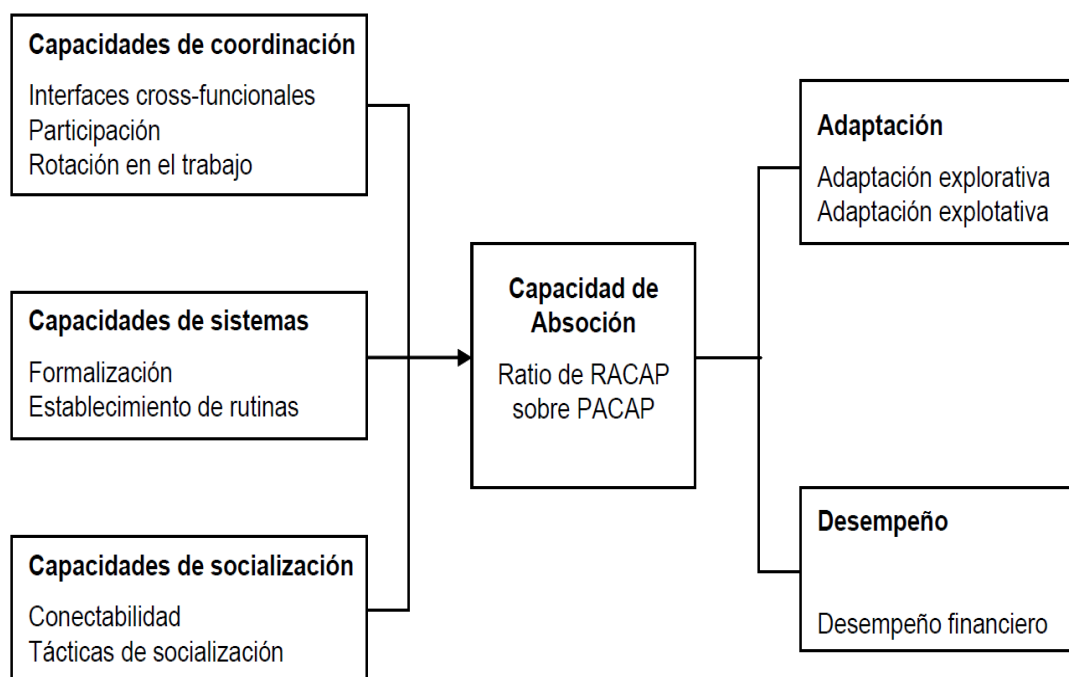 Capacidades de coordinación
Interfaces cross-funcionales
Participación
Rotación en el trabajo
Capacidades de sistemas
Formalización
Establecimiento de rutinas
Capacidades de socialización
Conectabilidad
Tácticas de socialización
Capacidad de
Absoción
Ratio de RACAP
sobre PACAP
Adaptación
Adaptación explorativa
Adaptación explotativa
Desempeño
Desempeño financiero